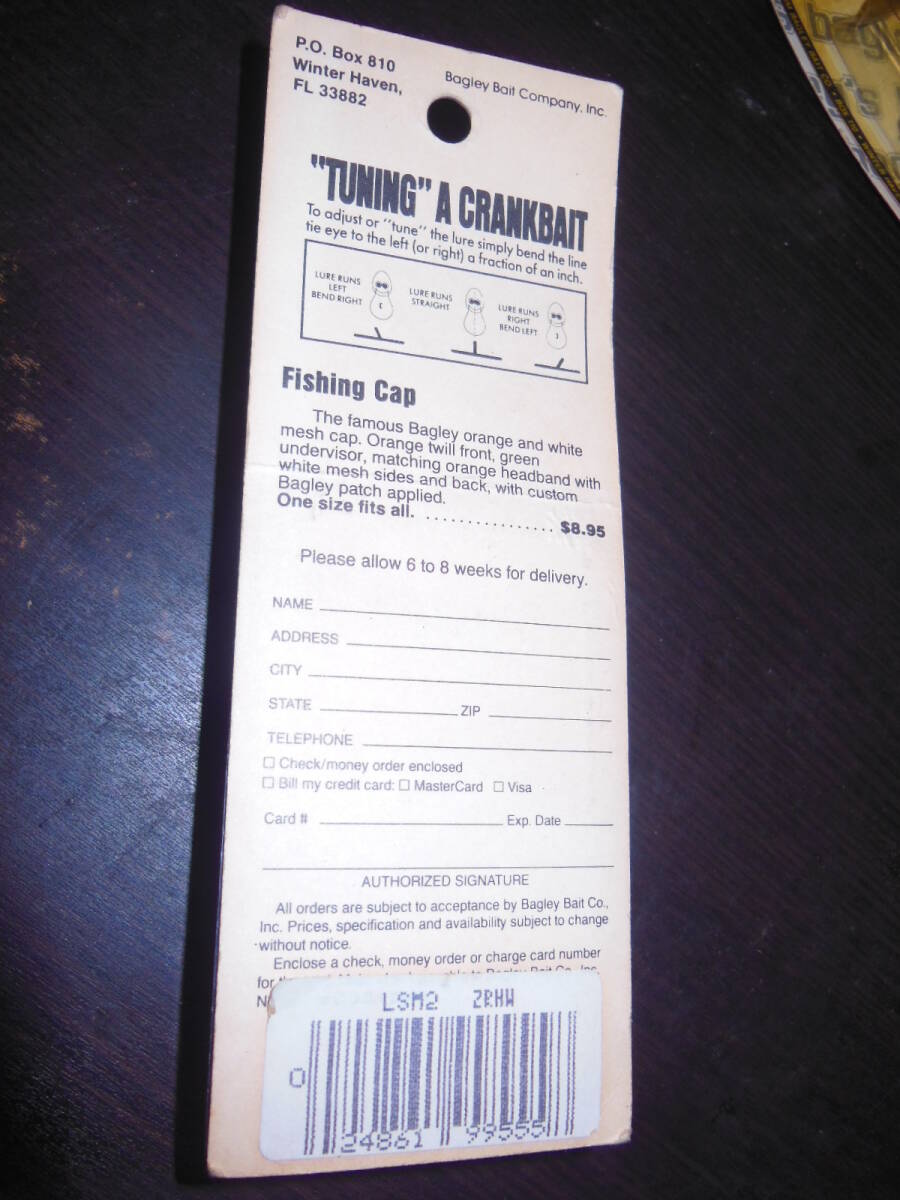 P.O. Box 810
Winter Haven,
FL 33882
Bagley Bait Company, Inc.
"TUNING" A CRANKBAIT
To adjust or "tune" the lure simply bend the line
tie eye to the left (or right) a fraction of an inch.
LURE RUNS
LEFT
BEND RIGHT
LURE RUNS
STRAIGHT
LURE RUNS
RIGHT
BEND LEFT
Fishing Cap
The famous Bagley orange and white
mesh cap. Orange twill front, green
undervisor, matching orange headband with
white mesh sides and back, with custom
Bagley patch applied.
One size fits all. ................ $8.95
Please allow 6 to 8 weeks for delivery.
NAME
ADDRESS
CITY
STATE ZIP
TELEPHONE
☐ Check/money order enclosed
☐ Bill my credit card: ☐ MasterCard ☐ Visa
Card # Exp. Date
AUTHORIZED SIGNATURE
All orders are subject to acceptance by Bagley Bait Co.,
Inc. Prices, specification and availability subject to change
without notice.
Enclose a check, money order or charge card number
for Bagley Bait Co., Inc.
LSM2 ZRHW
0 24861 99555